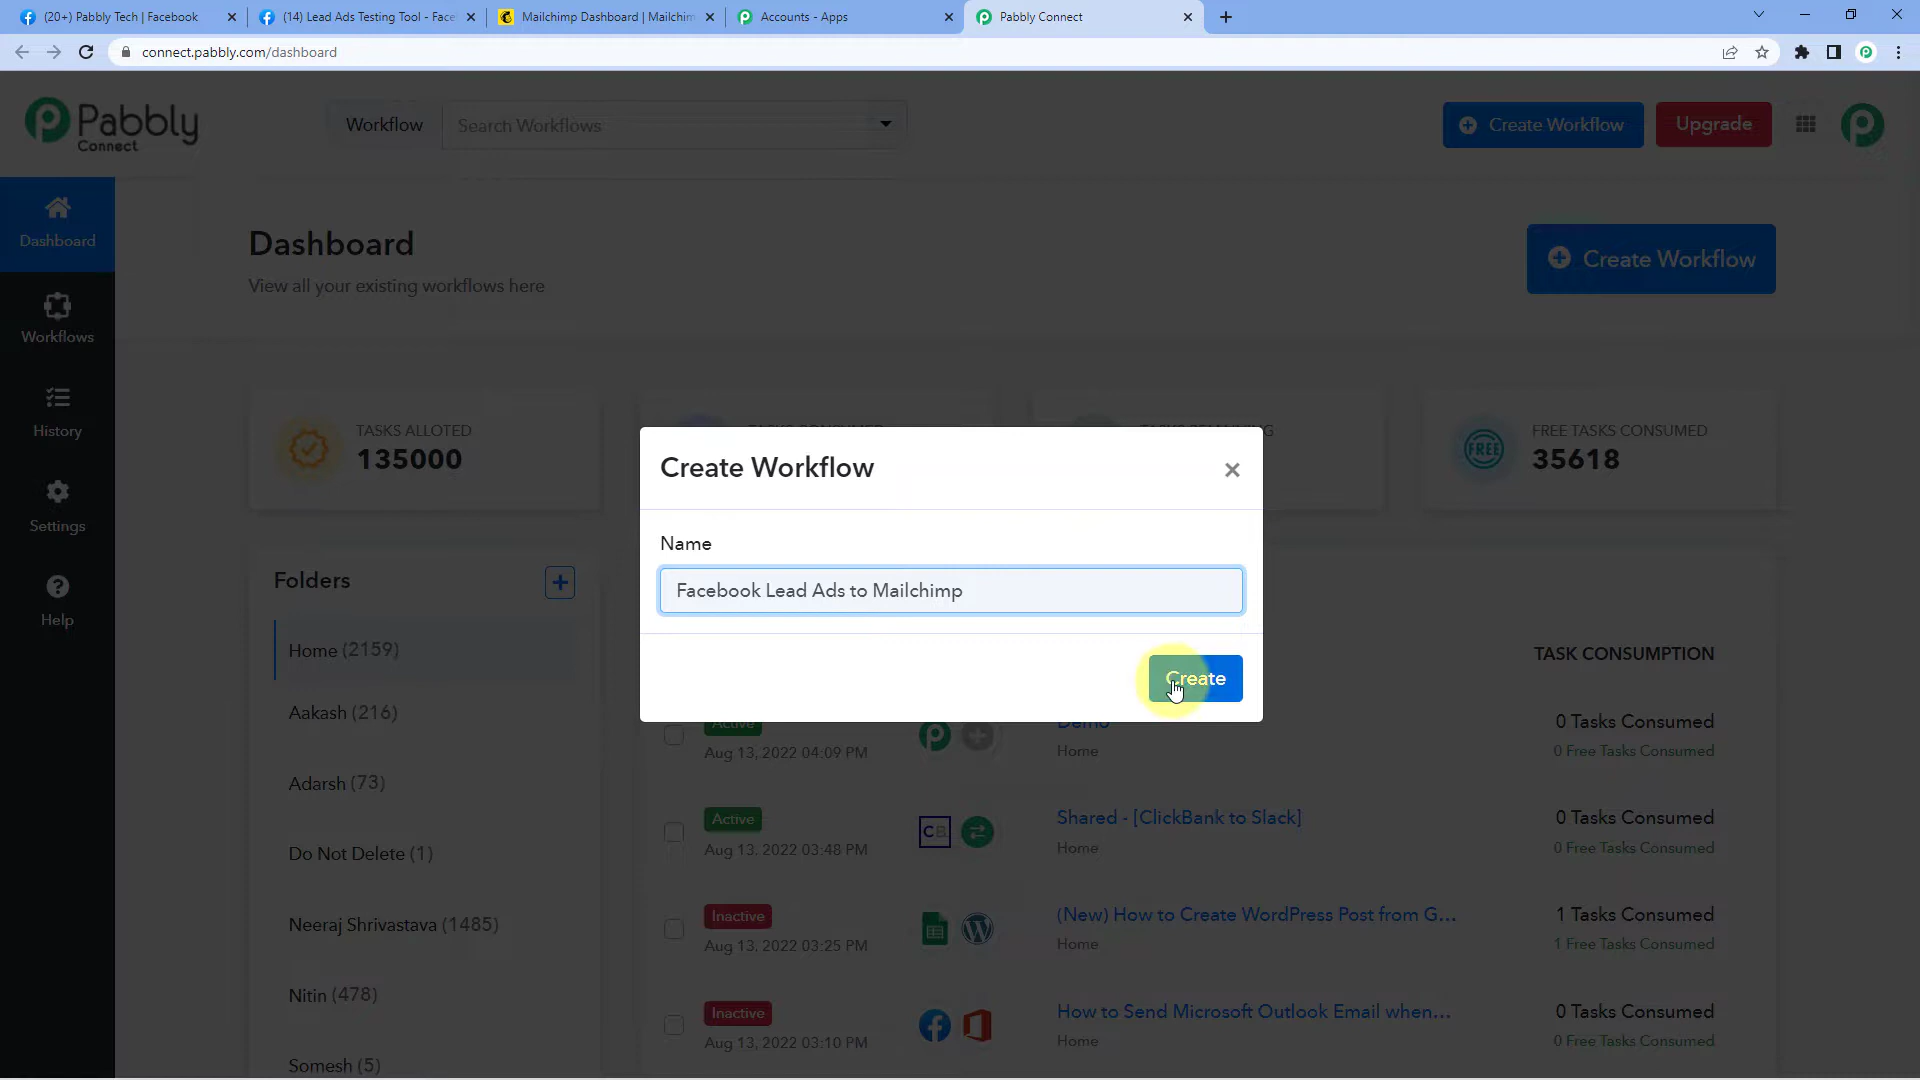 (20+) Pabbly Tech | Facebook
(14) Lead Ads Testing Tool - Face
Mailchimp Dashboard | Mailchim
Accounts - Apps
Pabbly Connect
connect.pabbly.com/dashboard
Pabbly
Connect
Workflow
Search Workflows
Create Workflow
Upgrade
Dashboard
Workflows
History
Settings
Help
Dashboard
View all your existing workflows here
Create Workflow
TASKS ALLOTED
135000
FREE
FREE TASKS CONSUMED
35618
Create Workflow
Name
Facebook Lead Ads to Mailchimp
Create
Folders
Home (2159)
Aakash (216)
Adarsh (73)
Do Not Delete (1)
Neeraj Shrivastava (1485)
Nitin (478)
Somesh (5)
TASK CONSUMPTION
Active
Aug 13, 2022 04:09 PM
Demo
Home
0 Tasks Consumed
0 Free Tasks Consumed
Active
Aug 13, 2022 03:48 PM
CB
Shared - [ClickBank to Slack]
Home
0 Tasks Consumed
0 Free Tasks Consumed
Inactive
Aug 13, 2022 03:25 PM
(New) How to Create WordPress Post from G...
Home
1 Tasks Consumed
1 Free Tasks Consumed
Inactive
Aug 13, 2022 03:10 PM
How to Send Microsoft Outlook Email when...
Home
0 Tasks Consumed
0 Free Tasks Consumed